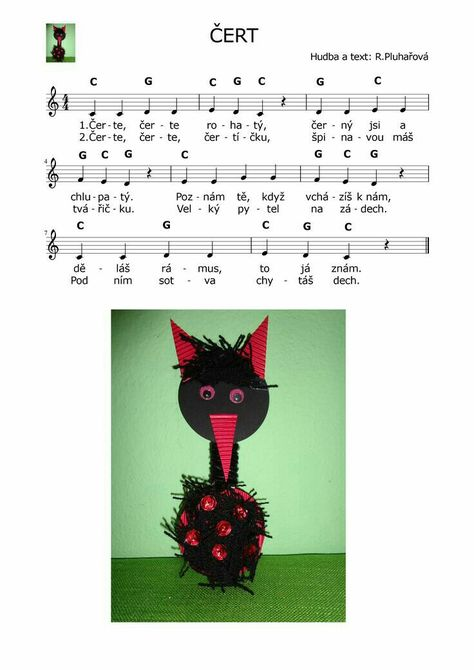 ČERT
Hudba a text: R.Pluhařová
C G C G C G C
4 4 1.Čer-te, čer - te ro-ha-tý, čer-ný jsi a
2.Čer-te, čer-te, čer-tí-čku, špi-na-vou máš
4 G C G C G C G
chlu-pa-tý. Poz-nám tě, když vchá-zíš k nám,
tvá-řič-ku. Vel-ký py-tel na zá-dech.
7 C G C G C
dě - láš rá - mus, to já znám.
Pod ním sot - va chy - táš dech.